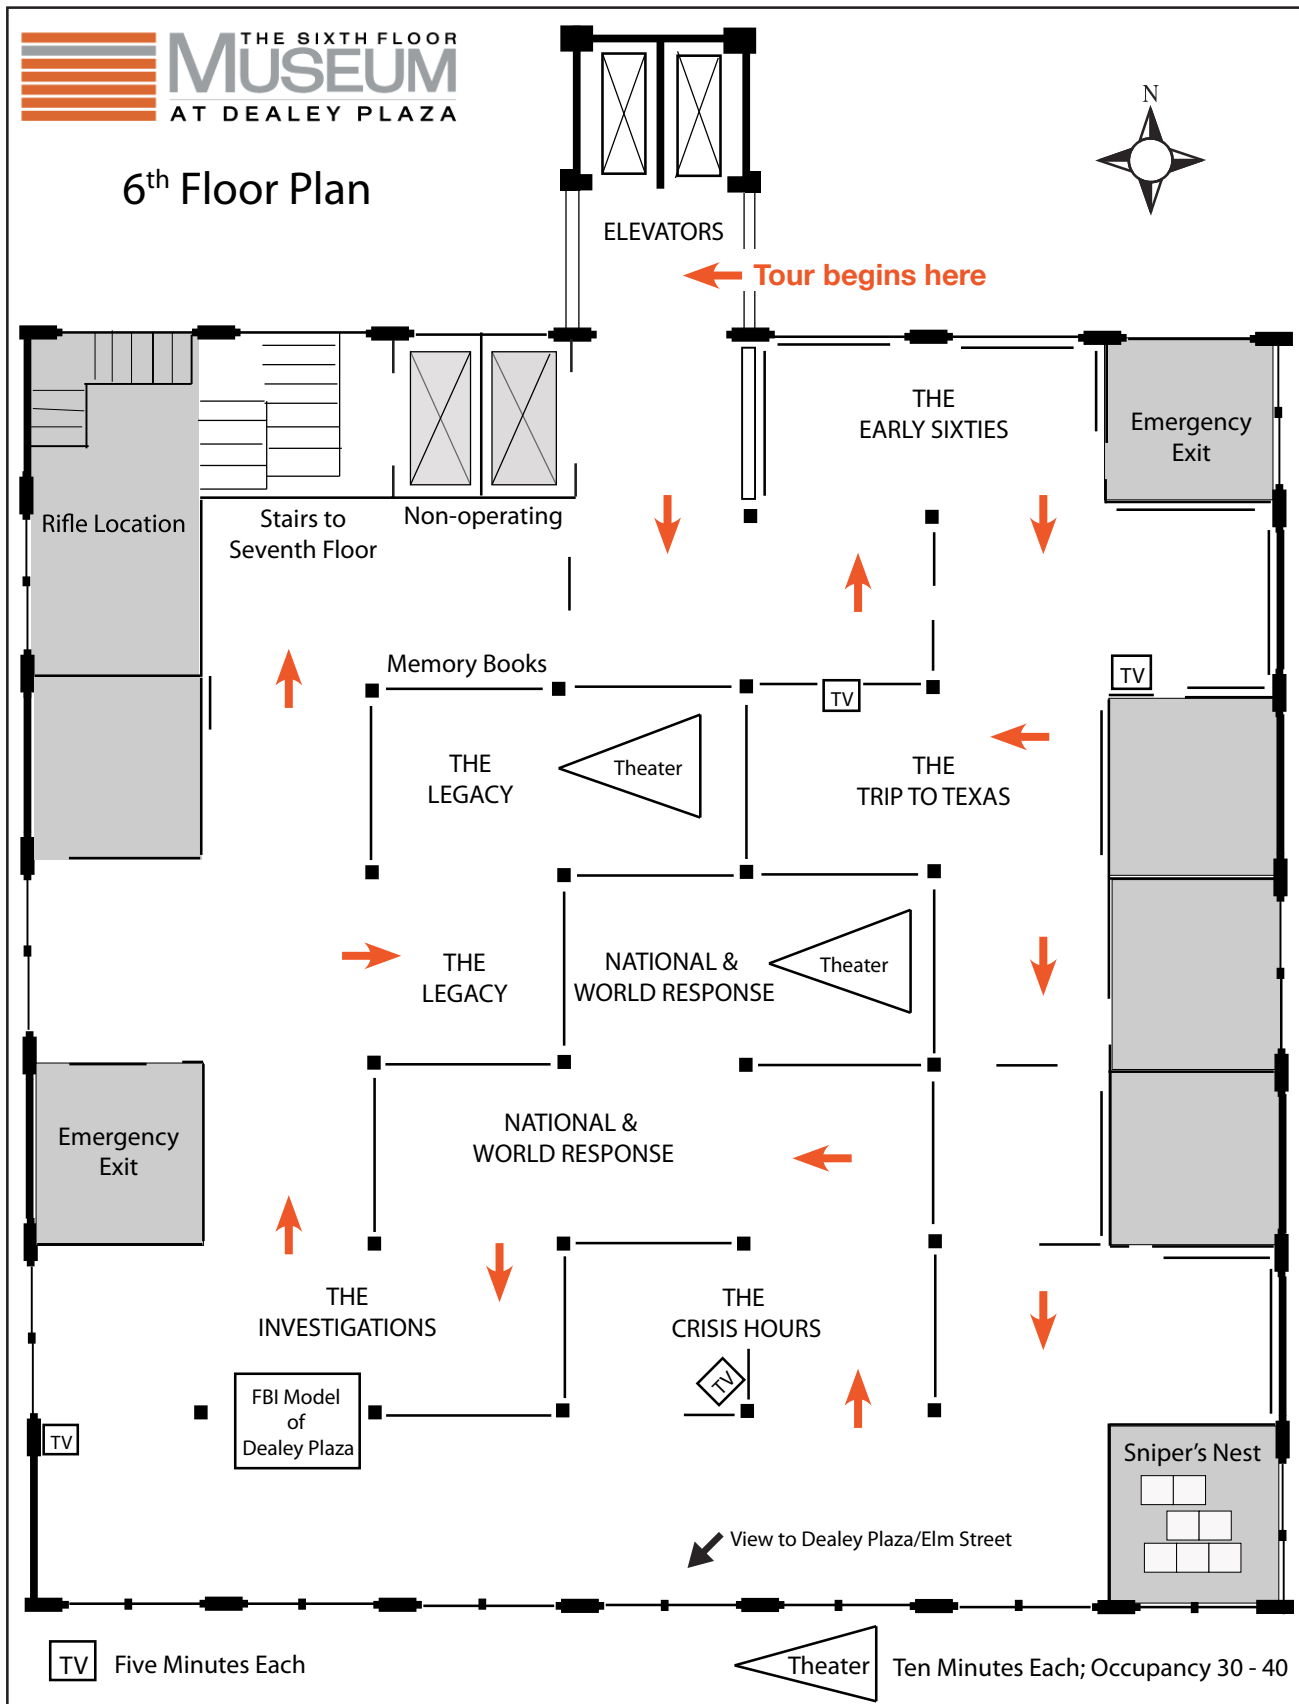 THE SIXTH FLOOR
MUSEUM
AT DEALEY PLAZA
N
6th Floor Plan
ELEVATORS
Tour begins here
THE
EARLY SIXTIES
Emergency
Exit
Rifle Location
Stairs to
Seventh Floor
Non-operating
Memory Books
TV
TV
THE
LEGACY
Theater
THE
TRIP TO TEXAS
THE
LEGACY
NATIONAL &
WORLD RESPONSE
Theater
Emergency
Exit
NATIONAL &
WORLD RESPONSE
THE
INVESTIGATIONS
THE
CRISIS HOURS
TV
FBI Model
of
Dealey Plaza
TV
Sniper's Nest
View to Dealey Plaza/Elm Street
TV Five Minutes Each
Theater Ten Minutes Each; Occupancy 30 - 40